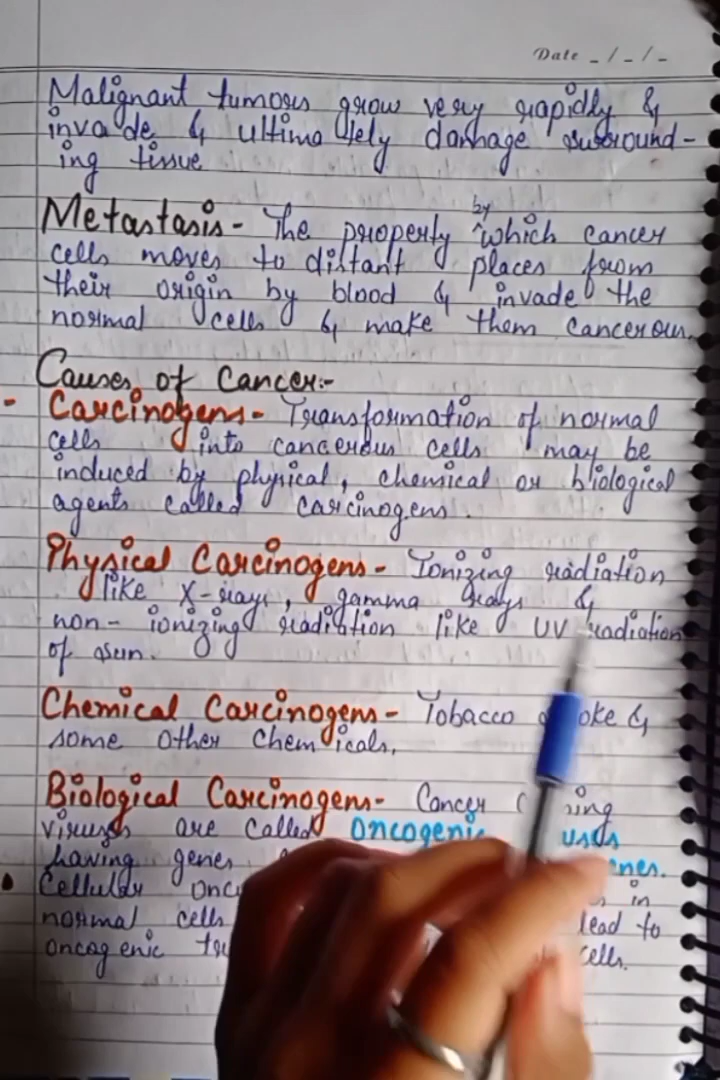 Date _/_/_
Malignant tumors grow very rapidly &
invade & ultimately damage surround-
ing tissue
Metastasis- The property by which cancer
cells moves to distant places from
their origin by blood & invade the
normal cells & make them cancerous.
Causes of Cancer:-
- Carcinogens- Transformation of normal
cells into cancerous cells may be
induced by physical, chemical or biological
agents called carcinogens.
Physical Carcinogens- Ionizing radiation
like X-rays, gamma rays &
non-ionizing radiation like UV radiation
of sun.
Chemical Carcinogens- Tobacco &
some other chemicals,
Biological Carcinogens- Cancer
viruses are called Oncogenic
having genes
Cellular in
normal cells lead to
oncogenic cells.